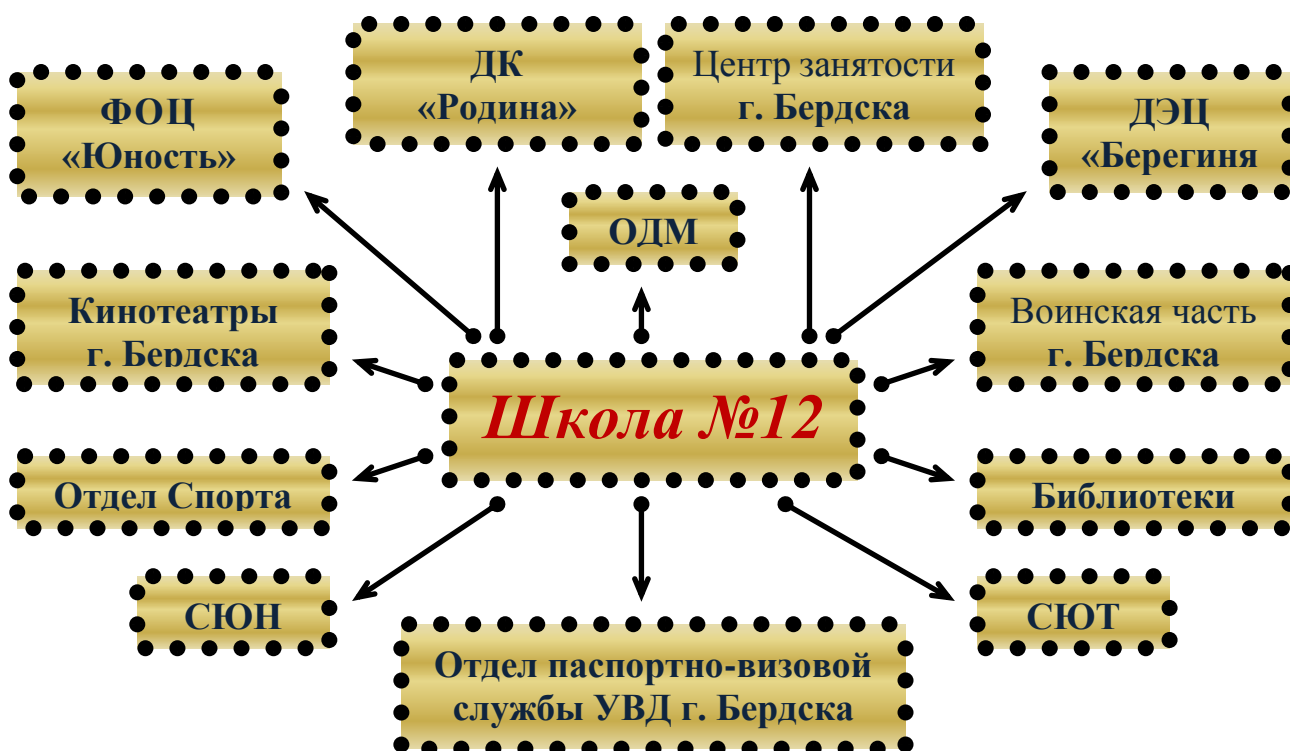 ДК
«Родина»
Центр занятости
г. Бердска
ФОЦ
«Юность»
ДЭЦ
«Берегиня
ОДМ
Кинотеатры
г. Бердска
Воинская часть
г. Бердска
Школа №12
Отдел Спорта
Библиотеки
СЮН
СЮТ
Отдел паспортно-визовой
службы УВД г. Бердска